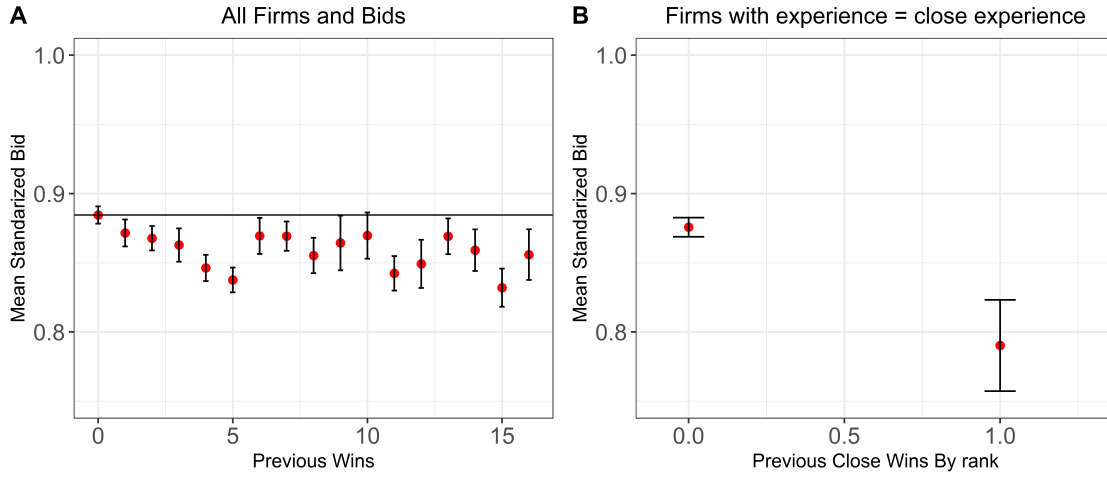 A
All Firms and Bids
Mean Standarized Bid
1.0
0.9
0.8
0
5
10
15
Previous Wins
B
Firms with experience = close experience
Mean Standarized Bid
1.0
0.9
0.8
0.0
0.5
1.0
Previous Close Wins By rank